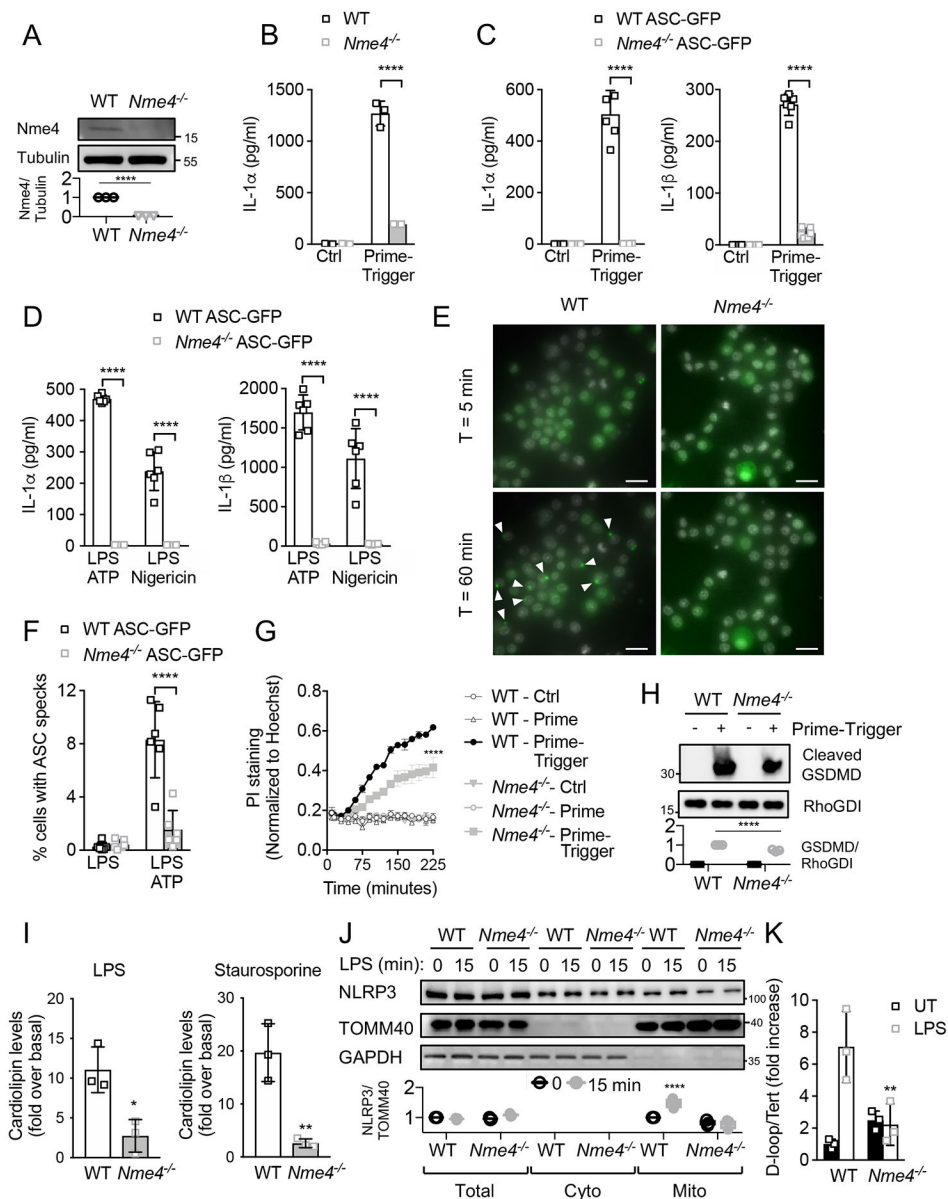 A
WT Nme4-/-
Nme4
15
Tubulin
55
Nme4/
Tubulin
2
1
0
****
WT Nme4-/-
B
WT
Nme4-/-
****
IL-1α (pg/ml)
1500
1000
500
0
Ctrl Prime-
Trigger
C
WT ASC-GFP
Nme4-/- ASC-GFP
****
IL-1α (pg/ml)
600
400
200
0
Ctrl Prime-
Trigger
****
IL-1β (pg/ml)
300
200
100
0
Ctrl Prime-
Trigger
D
WT ASC-GFP
Nme4-/- ASC-GFP
IL-1α (pg/ml)
500
400
300
200
100
0
****
****
LPS LPS
ATP Nigericin
IL-1β (pg/ml)
2000
1500
1000
500
0
****
****
LPS LPS
ATP Nigericin
E
WT Nme4-/-
T = 5 min
T = 60 min
F
WT ASC-GFP
Nme4-/- ASC-GFP
****
% cells with ASC specks
12
8
4
0
LPS LPS
ATP
G
PI staining
(Normalized to Hoechst)
0.8
0.6
0.4
0.2
0.0
****
0 75 150 225
Time (minutes)
WT - Ctrl
WT - Prime
WT - Prime-
Trigger
Nme4-/- - Ctrl
Nme4-/- - Prime
Nme4-/- - Prime-
Trigger
H
WT Nme4-/-
- + - + Prime-Trigger
30
Cleaved
GSDMD
15
RhoGDI
2
1
0
****
GSDMD/
RhoGDI
WT Nme4-/-
I
LPS
Cardiolipin levels
(fold over basal)
20
15
10
5
0
*
WT Nme4-/-
Staurosporine
Cardiolipin levels
(fold over basal)
30
20
10
0
**
WT Nme4-/-
J
WT Nme4-/- WT Nme4-/- WT Nme4-/-
LPS (min): 0 15 0 15 0 15 0 15 0 15 0 15
NLRP3
100
TOMM40
40
GAPDH
35
0 15 min
NLRP3/
TOMM40
2
1
****
WT Nme4-/- WT Nme4-/- WT Nme4-/-
Total Cyto Mito
K
UT
LPS
D-loop/Tert (fold increase)
10
8
6
4
2
0
**
WT Nme4-/-